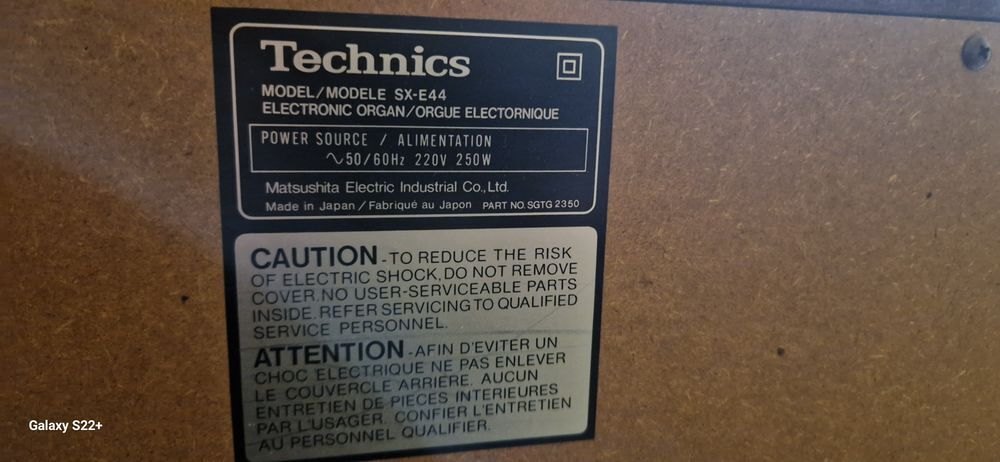 Technics
MODEL/MODELE SX-E44
ELECTRONIC ORGAN/ORGUE ELECTORNIQUE
POWER SOURCE / ALIMENTATION
∿50/60Hz 220V 250W
Matsushita Electric Industrial Co., Ltd.
Made in Japan / Fabriqué au Japon PART NO. SGTG 2350
CAUTION-TO REDUCE THE RISK
OF ELECTRIC SHOCK, DO NOT REMOVE
COVER. NO USER-SERVICEABLE PARTS
INSIDE. REFER SERVICING TO QUALIFIED
SERVICE PERSONNEL.
ATTENTION-AFIN D'EVITER UN
CHOC ELECTRIQUE NE PAS ENLEVER
LE COUVERCLE ARRIERE. AUCUN
ENTRETIEN DE PIECES INTERIEURES
PAR L'USAGER. CONFIER L'ENTRETIEN
AU PERSONNEL QUALIFIER.
Galaxy S22+